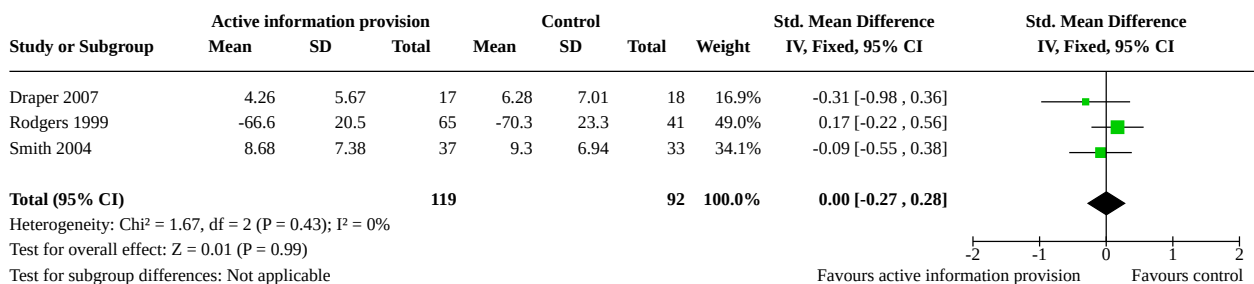 Active information provision Control Std. Mean Difference Std. Mean Difference
Study or Subgroup Mean SD Total Mean SD Total Weight IV, Fixed, 95% CI IV, Fixed, 95% CI
Draper 2007 4.26 5.67 17 6.28 7.01 18 16.9% -0.31 [-0.98 , 0.36]
Rodgers 1999 -66.6 20.5 65 -70.3 23.3 41 49.0% 0.17 [-0.22 , 0.56]
Smith 2004 8.68 7.38 37 9.3 6.94 33 34.1% -0.09 [-0.55 , 0.38]
Total (95% CI) 119 92 100.0% 0.00 [-0.27 , 0.28]
Heterogeneity: Chi² = 1.67, df = 2 (P = 0.43); I² = 0%
Test for overall effect: Z = 0.01 (P = 0.99) -2 -1 0 1 2
Test for subgroup differences: Not applicable Favours active information provision Favours control